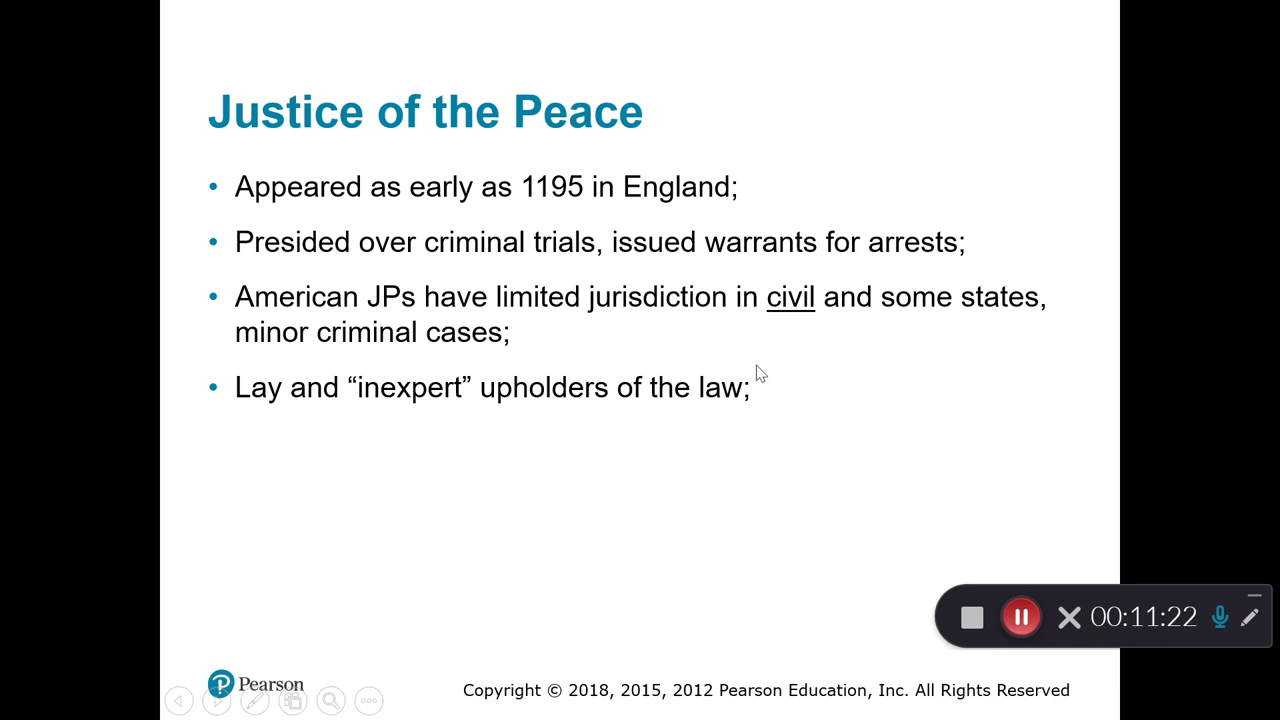 Justice of the Peace
• Appeared as early as 1195 in England;
• Presided over criminal trials, issued warrants for arrests;
• American JPs have limited jurisdiction in civil and some states,
minor criminal cases;
• Lay and “inexpert” upholders of the law;
00:11:22
P Pearson
Copyright © 2018, 2015, 2012 Pearson Education, Inc. All Rights Reserved